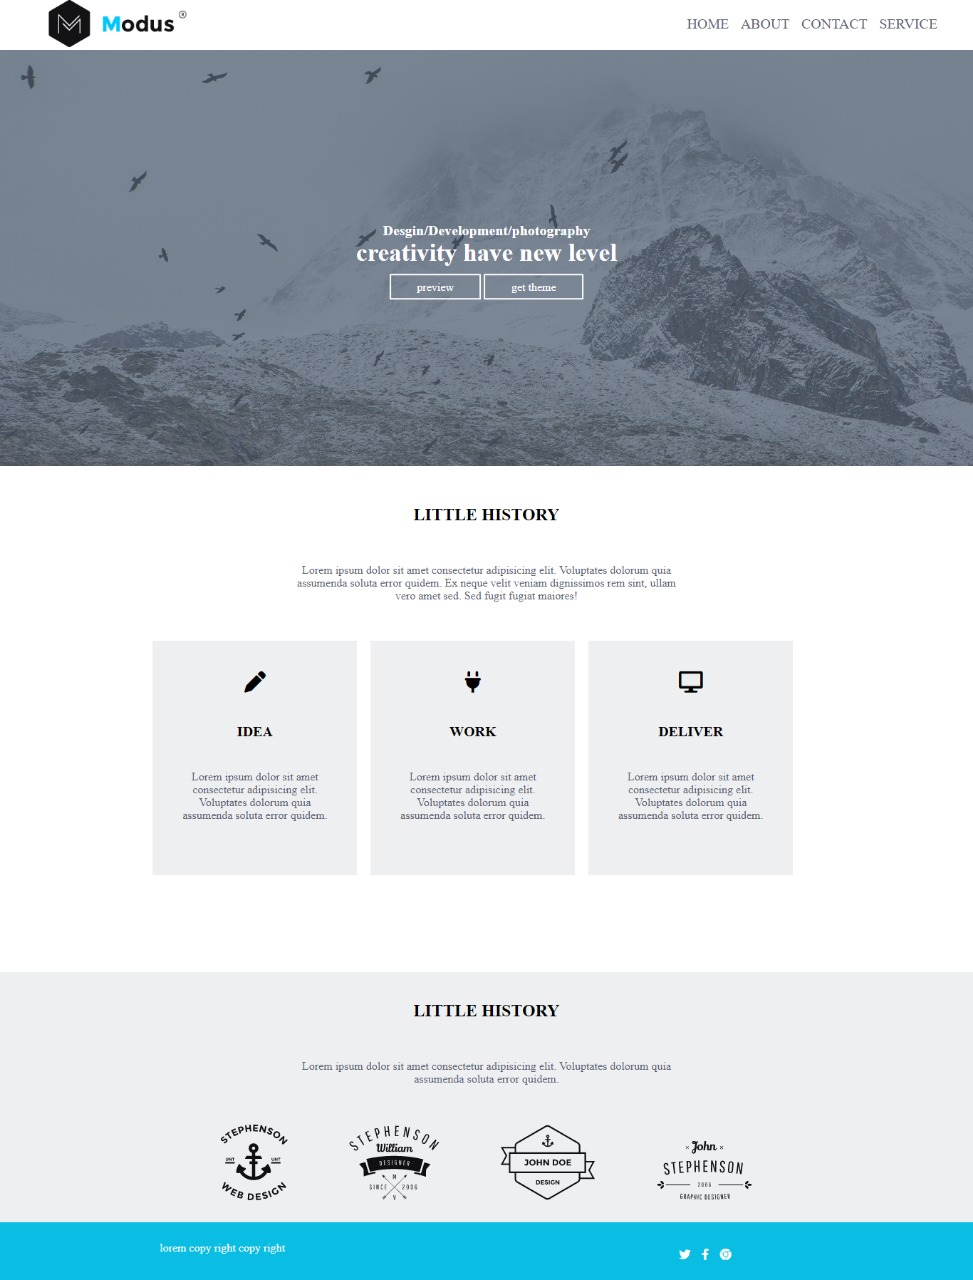 Modus ®
HOME ABOUT CONTACT SERVICE
Desgin/Development/photography
creativity have new level
preview get theme
LITTLE HISTORY
Lorem ipsum dolor sit amet consectetur adipisicing elit. Voluptates dolorum quia
assumenda soluta error quidem. Ex neque velit veniam dignissimos rem sint, ullam
vero amet sed. Sed fugit fugiat maiores!
IDEA
Lorem ipsum dolor sit amet
consectetur adipisicing elit.
Voluptates dolorum quia
assumenda soluta error quidem.
WORK
Lorem ipsum dolor sit amet
consectetur adipisicing elit.
Voluptates dolorum quia
assumenda soluta error quidem.
DELIVER
Lorem ipsum dolor sit amet
consectetur adipisicing elit.
Voluptates dolorum quia
assumenda soluta error quidem.
LITTLE HISTORY
Lorem ipsum dolor sit amet consectetur adipisicing elit. Voluptates dolorum quia
assumenda soluta error quidem.
STEPHENSON
WEB DESIGN
STEPHENSON
William
DESIGNER
N
SINCE 2006
V
JOHN DOE
DESIGN
John
STEPHENSON
2006
GRAPHIC DESIGNER
lorem copy right copy right